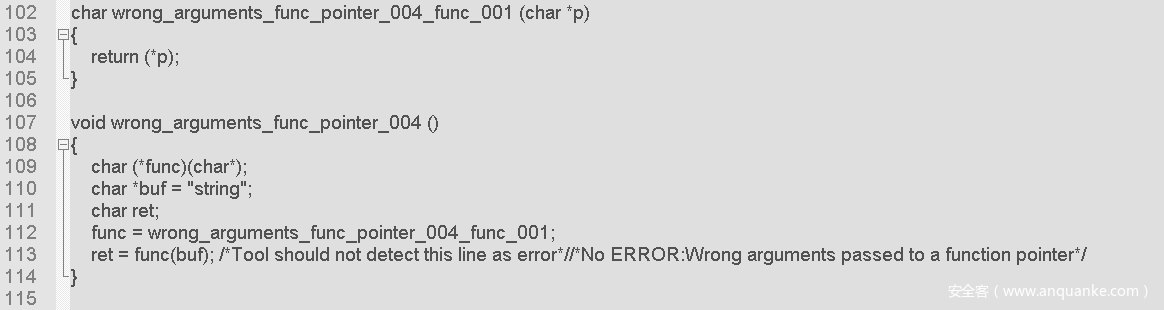 102 char wrong_arguments_func_pointer_004_func_001 (char *p)
103 {
104 return (*p);
105 }
106
107 void wrong_arguments_func_pointer_004 ()
108 {
109 char (*func)(char*);
110 char *buf = "string";
111 char ret;
112 func = wrong_arguments_func_pointer_004_func_001;
113 ret = func(buf); /*Tool should not detect this line as error*//*No ERROR:Wrong arguments passed to a function pointer*/
114 }
115
安全客 ( www.anquanke.com )